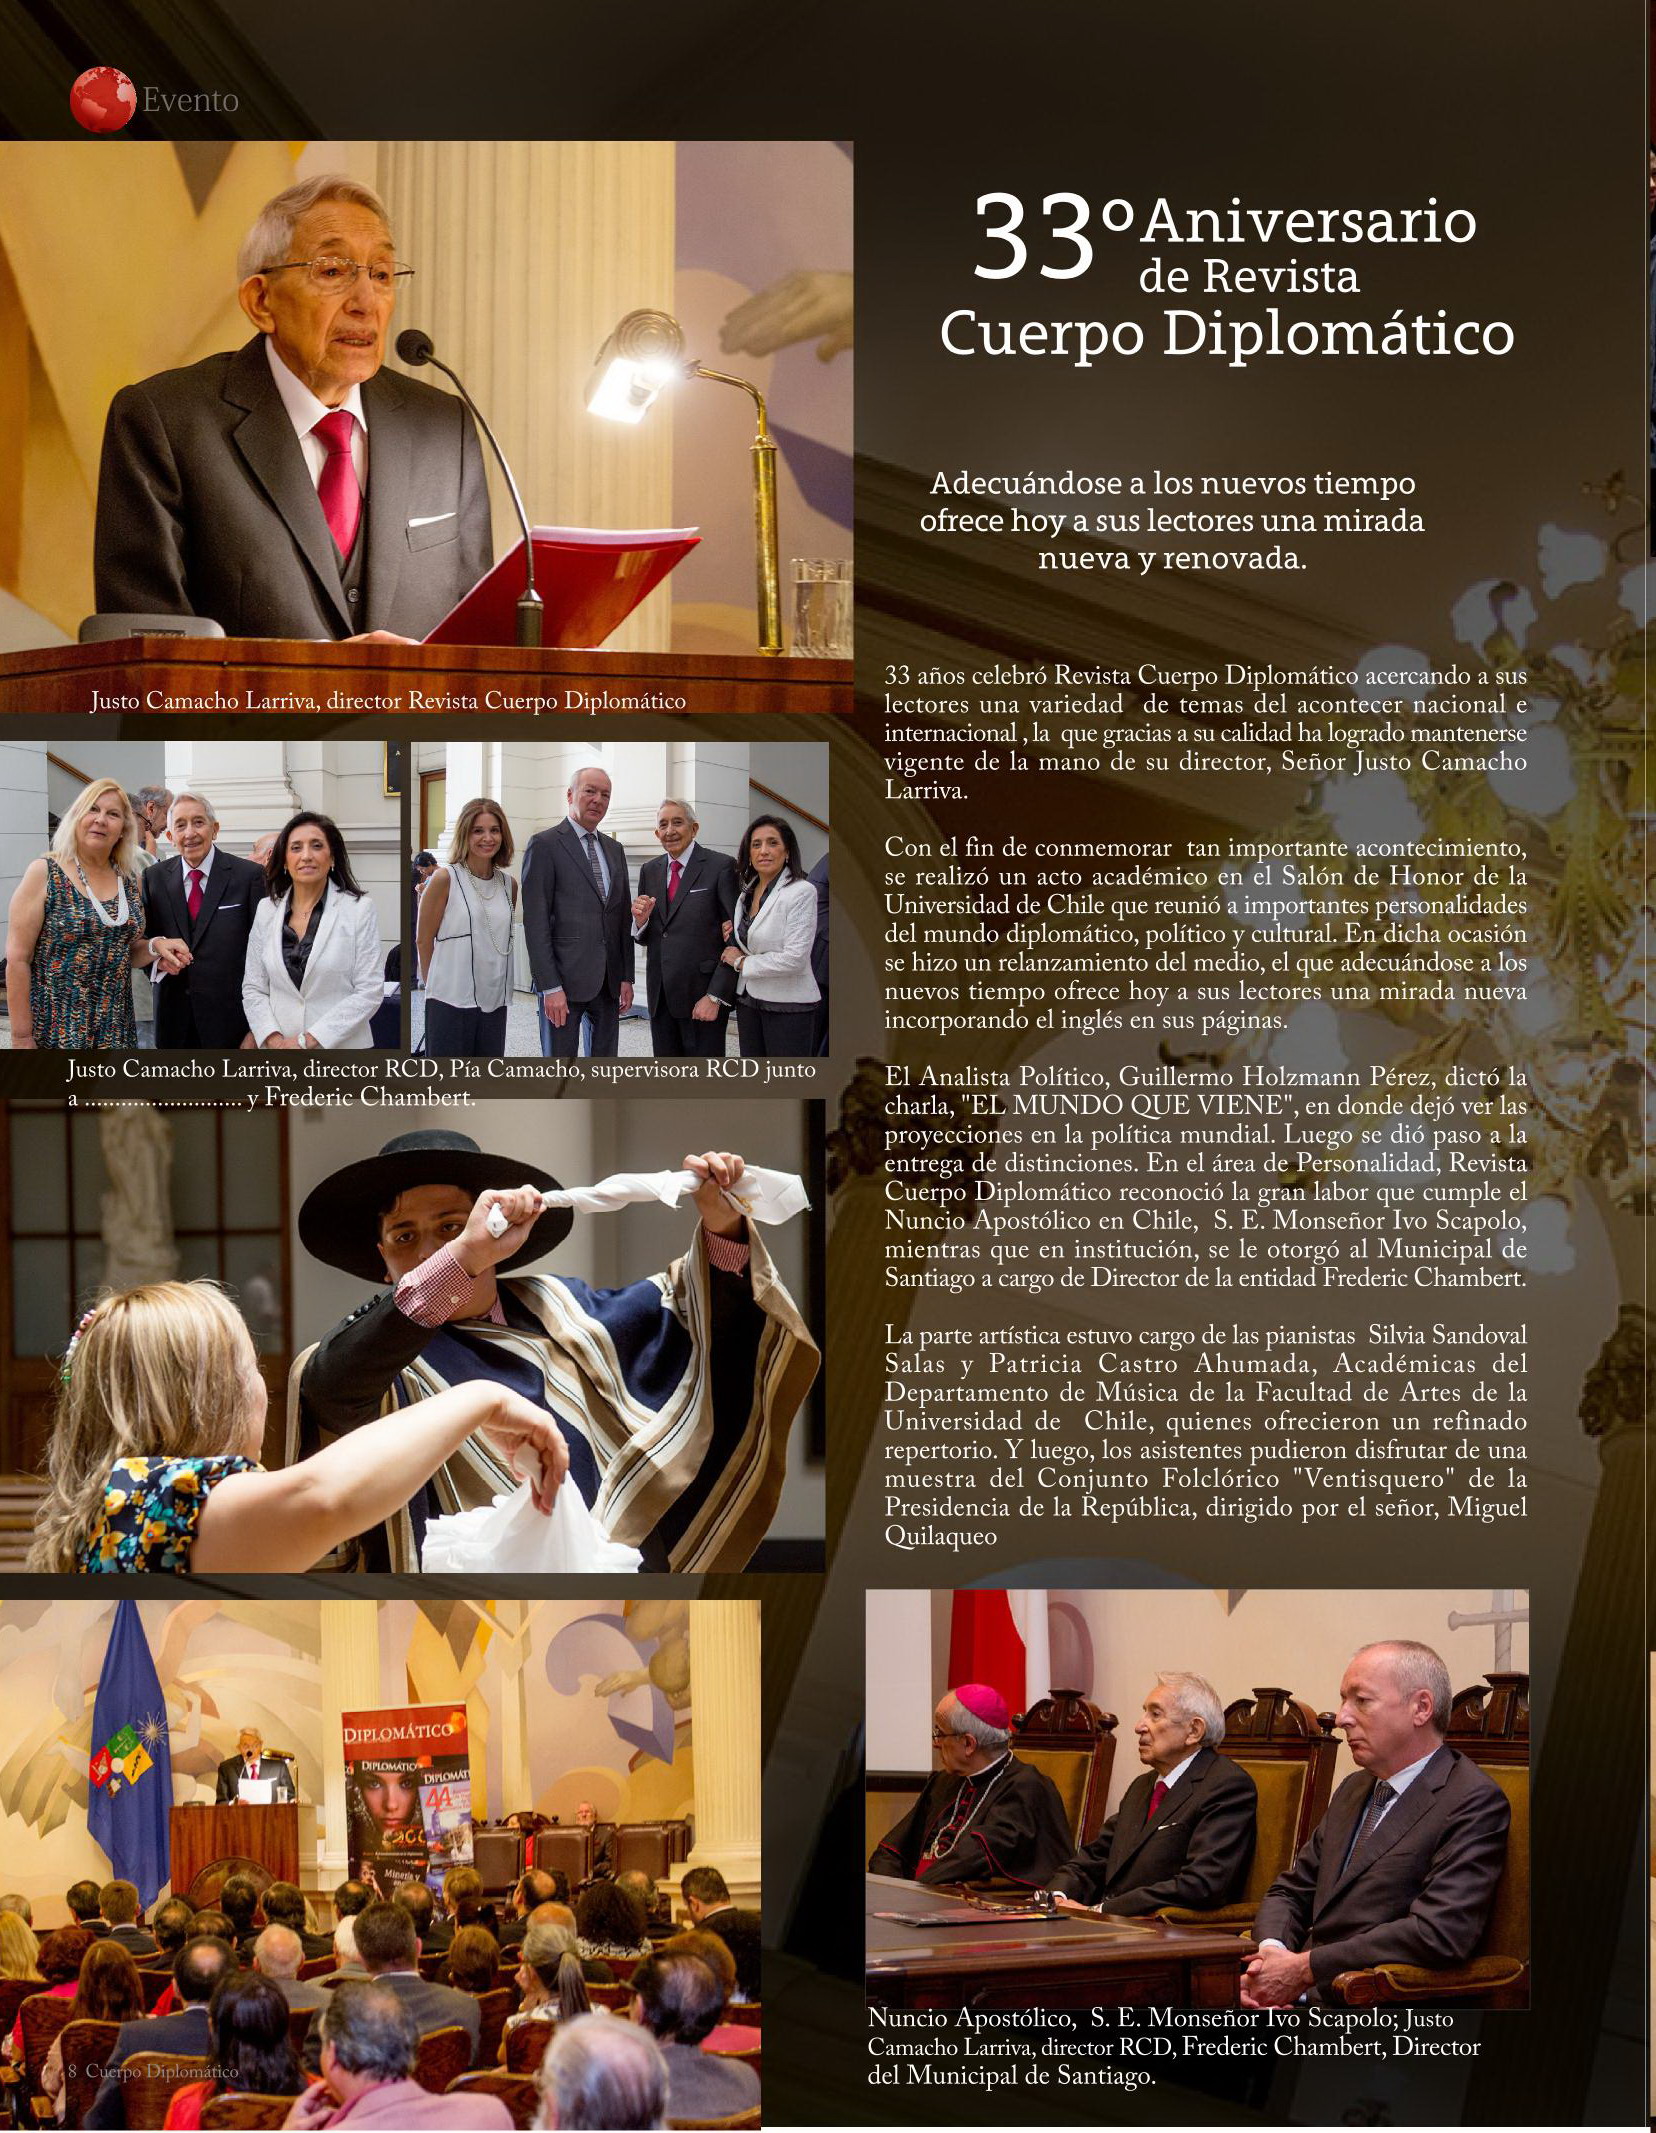 Evento
33º Aniversario
de Revista
Cuerpo Diplomático
Adecuándose a los nuevos tiempo
ofrece hoy a sus lectores una mirada
nueva y renovada.
Justo Camacho Larriva, director Revista Cuerpo Diplomático
Justo Camacho Larriva, director RCD, Pía Camacho, supervisora RCD junto
a .......................... y Frederic Chambert.
33 años celebró Revista Cuerpo Diplomático acercando a sus
lectores una variedad de temas del acontecer nacional e
internacional , la que gracias a su calidad ha logrado mantenerse
vigente de la mano de su director, Señor Justo Camacho
Larriva.
Con el fin de conmemorar tan importante acontecimiento,
se realizó un acto académico en el Salón de Honor de la
Universidad de Chile que reunió a importantes personalidades
del mundo diplomático, político y cultural. En dicha ocasión
se hizo un relanzamiento del medio, el que adecuándose a los
nuevos tiempo ofrece hoy a sus lectores una mirada nueva
incorporando el inglés en sus páginas.
El Analista Político, Guillermo Holzmann Pérez, dictó la
charla, "EL MUNDO QUE VIENE", en donde dejó ver las
proyecciones en la política mundial. Luego se dió paso a la
entrega de distinciones. En el área de Personalidad, Revista
Cuerpo Diplomático reconoció la gran labor que cumple el
Nuncio Apostólico en Chile, S. E. Monseñor Ivo Scapolo,
mientras que en institución, se le otorgó al Municipal de
Santiago a cargo de Director de la entidad Frederic Chambert.
La parte artística estuvo cargo de las pianistas Silvia Sandoval
Salas y Patricia Castro Ahumada, Académicas del
Departamento de Música de la Facultad de Artes de la
Universidad de Chile, quienes ofrecieron un refinado
repertorio. Y luego, los asistentes pudieron disfrutar de una
muestra del Conjunto Folclórico "Ventisquero" de la
Presidencia de la República, dirigido por el señor, Miguel
Quilaqueo
DIPLOMÁTICO
DIPLOMÁTICO
DIPLOMÁTI
44
Minería y
Nuncio Apostólico, S. E. Monseñor Ivo Scapolo; Justo
Camacho Larriva, director RCD, Frederic Chambert, Director
del Municipal de Santiago.
8 Cuerpo Diplomático